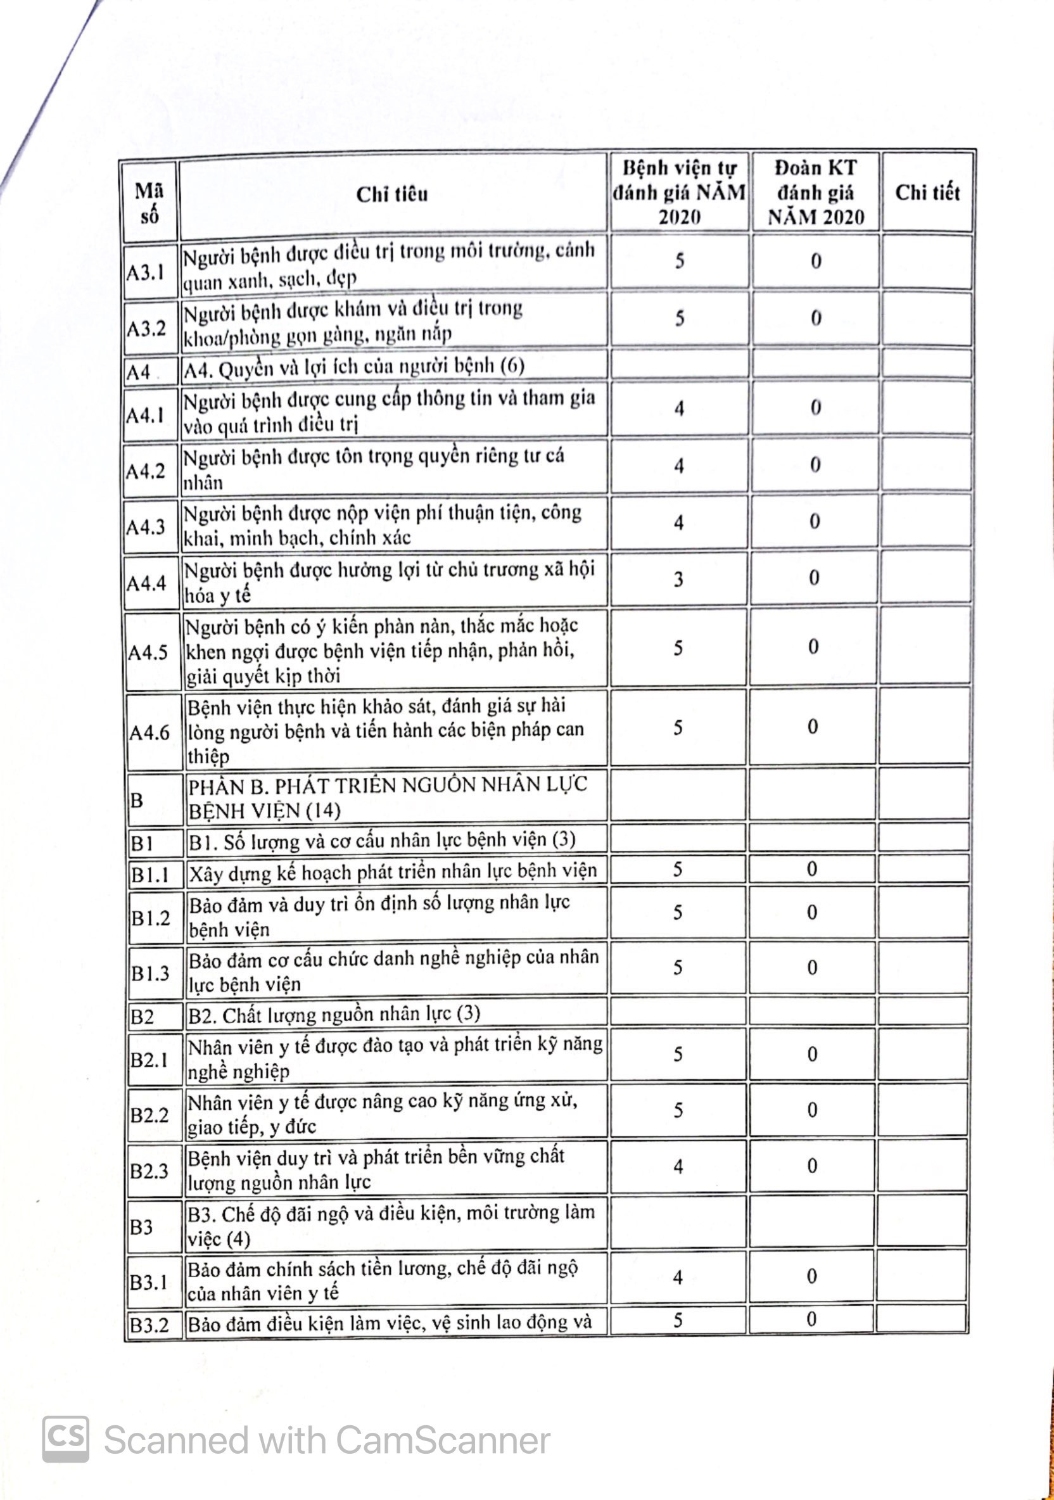 Mã số
Chỉ tiêu
Bệnh viện tự đánh giá NĂM 2020
Đoàn KT đánh giá NĂM 2020
Chi tiết
A3.1 Người bệnh được điều trị trong môi trường, cảnh quan xanh, sạch, đẹp 5 0
A3.2 Người bệnh được khám và điều trị trong khoa/phòng gọn gàng, ngăn nắp 5 0
A4 A4. Quyền và lợi ích của người bệnh (6)
A4.1 Người bệnh được cung cấp thông tin và tham gia vào quá trình điều trị 4 0
A4.2 Người bệnh được tôn trọng quyền riêng tư cá nhân 4 0
A4.3 Người bệnh được nộp viện phí thuận tiện, công khai, minh bạch, chính xác 4 0
A4.4 Người bệnh được hưởng lợi từ chủ trương xã hội hóa y tế 3 0
A4.5 Người bệnh có ý kiến phàn nàn, thắc mắc hoặc khen ngợi được bệnh viện tiếp nhận, phản hồi, giải quyết kịp thời 5 0
A4.6 Bệnh viện thực hiện khảo sát, đánh giá sự hài lòng người bệnh và tiến hành các biện pháp can thiệp 5 0
B PHẦN B. PHÁT TRIỂN NGUỒN NHÂN LỰC BỆNH VIỆN (14)
B1 B1. Số lượng và cơ cấu nhân lực bệnh viện (3)
B1.1 Xây dựng kế hoạch phát triển nhân lực bệnh viện 5 0
B1.2 Bảo đảm và duy trì ổn định số lượng nhân lực bệnh viện 5 0
B1.3 Bảo đảm cơ cấu chức danh nghề nghiệp của nhân lực bệnh viện 5 0
B2 B2. Chất lượng nguồn nhân lực (3)
B2.1 Nhân viên y tế được đào tạo và phát triển kỹ năng nghề nghiệp 5 0
B2.2 Nhân viên y tế được nâng cao kỹ năng ứng xử, giao tiếp, y đức 5 0
B2.3 Bệnh viện duy trì và phát triển bền vững chất lượng nguồn nhân lực 4 0
B3 B3. Chế độ đãi ngộ và điều kiện, môi trường làm việc (4)
B3.1 Bảo đảm chính sách tiền lương, chế độ đãi ngộ của nhân viên y tế 4 0
B3.2 Bảo đảm điều kiện làm việc, vệ sinh lao động và 5 0
CS Scanned with CamScanner